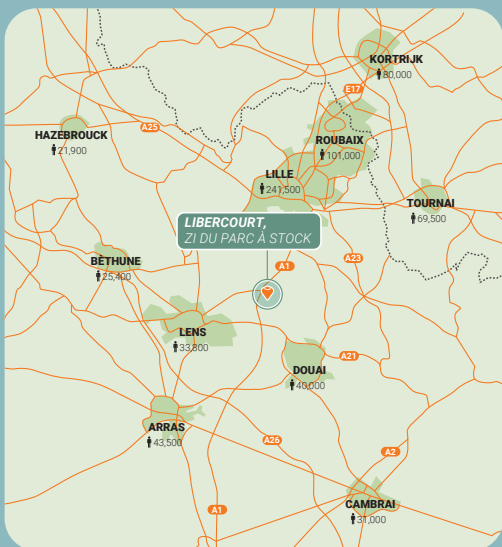 KORTRIJK
80,000
E17
A25
HAZEBROUCK
21,900
ROUBAIX
101,000
LILLE
241,500
TOURNAI
69,500
LIBERCOURT,
ZI DU PARC À STOCK
A23
A1
BÉTHUNE
25,400
LENS
33,800
A21
DOUAI
40,000
ARRAS
43,500
A26
A2
CAMBRAI
31,000
A1